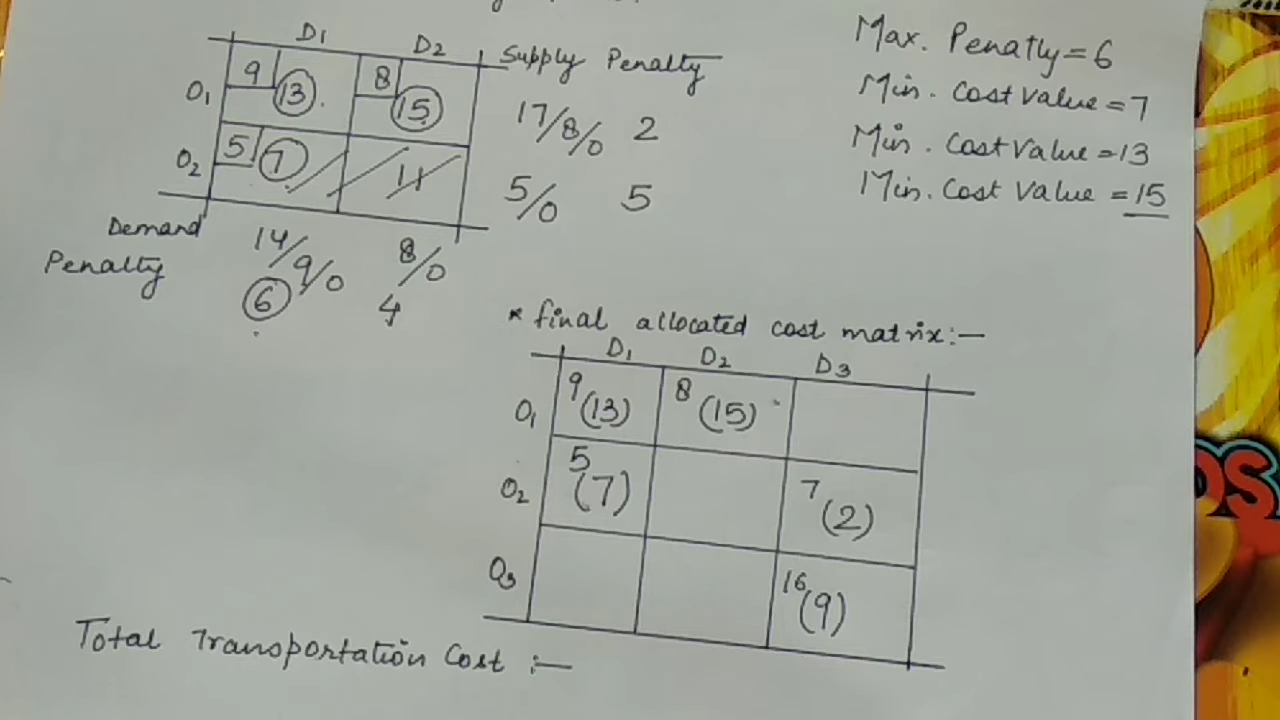 Max. Penatly = 6
Min. Cost Value = 7
Min. Cost Value = 13
Min. Cost Value = 15
D1 D2 Supply Penalty
O1 9 13 8 15 17/8/0 2
O2 5 7 11 5/0 5
Demand 14/9/0 8/0
Penalty 6 4
* final allocated cost matrix:-
D1 D2 D3
O1 9 (13) 8 (15)
O2 5 (7) 7 (2)
O3 16 (9)
Total Transportation Cost :-